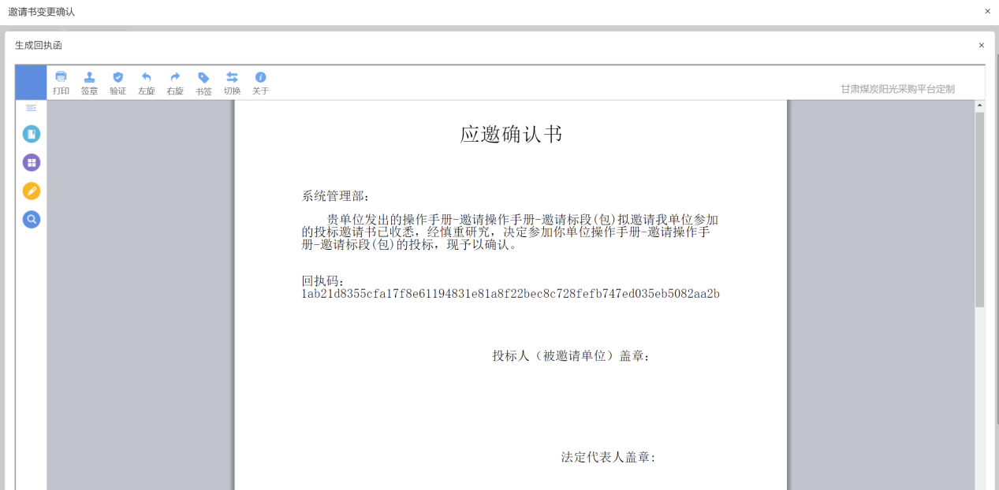 邀请书变更确认
生成回执函
打印 签章 验证 左旋 右旋 书签 切换 关于
甘肃煤炭阳光采购平台定制
应邀确认书
系统管理部：
贵单位发出的操作手册-邀请操作手册-邀请标段(包)拟邀请我单位参加
的投标邀请书已收悉，经慎重研究，决定参加你单位操作手册-邀请操作手
册-邀请标段(包)的投标，现予以确认。
回执码：
1ab21d8355cfa17f8e61194831e81a8f22bec8c728fefb747ed035eb5082aa2b
投标人（被邀请单位）盖章：
法定代表人盖章：